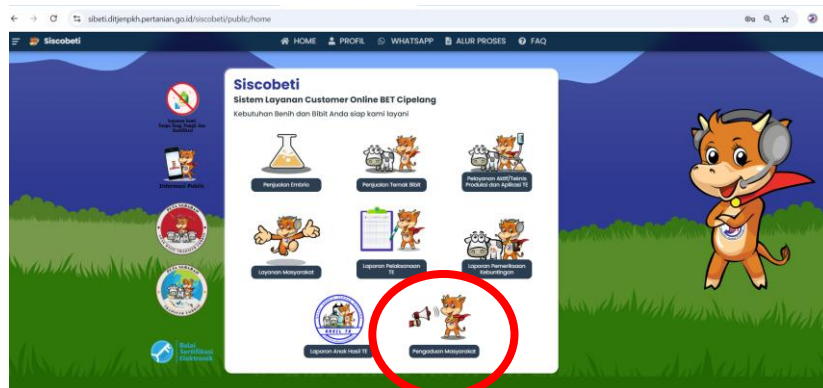 sibeti.ditjenpkh.pertanian.go.id/siscobeti/public/home
Siscobeti
HOME PROFIL WHATSAPP ALUR PROSES FAQ
Siscobeti
Sistem Layanan Customer Online BET Cipelang
Kebutuhan Benih dan Bibit Anda siap kami layani
Informasi Publik
Penjualan Embrio
Penjualan Ternak Bibit
Pelayanan Aktif/Teknis
Produksi dan Aplikasi TE
Layanan Masyarakat
Laporan Pelaksanaan
TE
Laporan Pemeriksaan
Kebuntingan
HASIL TE
Laporan Anak Hasil TE
Pengaduan Masyarakat
Balai
Sertifikasi
Elektronik